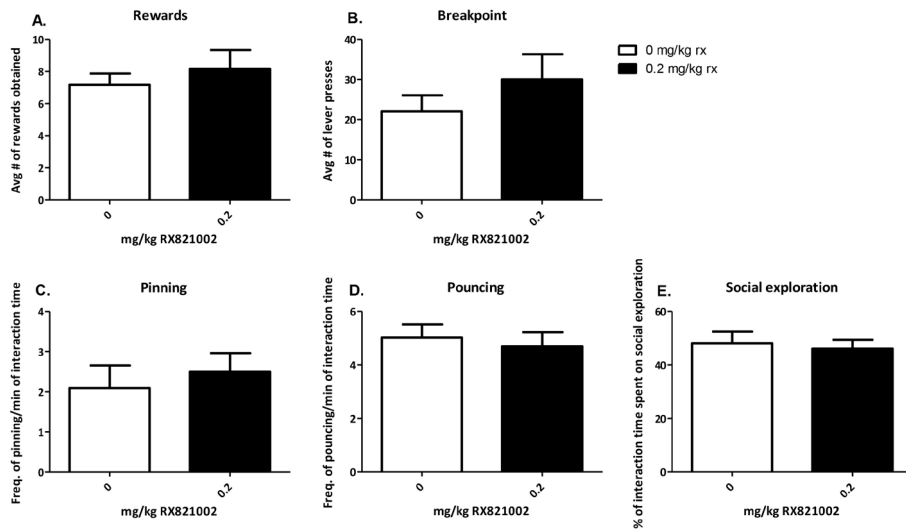 A.
Rewards
Avg # of rewards obtained
10
8
6
4
2
0
0
0.2
mg/kg RX821002
B.
Breakpoint
Avg # of lever presses
40
30
20
10
0
0
0.2
mg/kg RX821002
0 mg/kg rx
0.2 mg/kg rx
C.
Pinning
Freq. of pinning/min of interaction time
4
3
2
1
0
0
0.2
mg/kg RX821002
D.
Pouncing
Freq. of pouncing/min of interaction time
6
4
2
0
0
0.2
mg/kg RX821002
E.
Social exploration
% of interaction time spent on social exploration
60
40
20
0
0
0.2
mg/kg RX821002